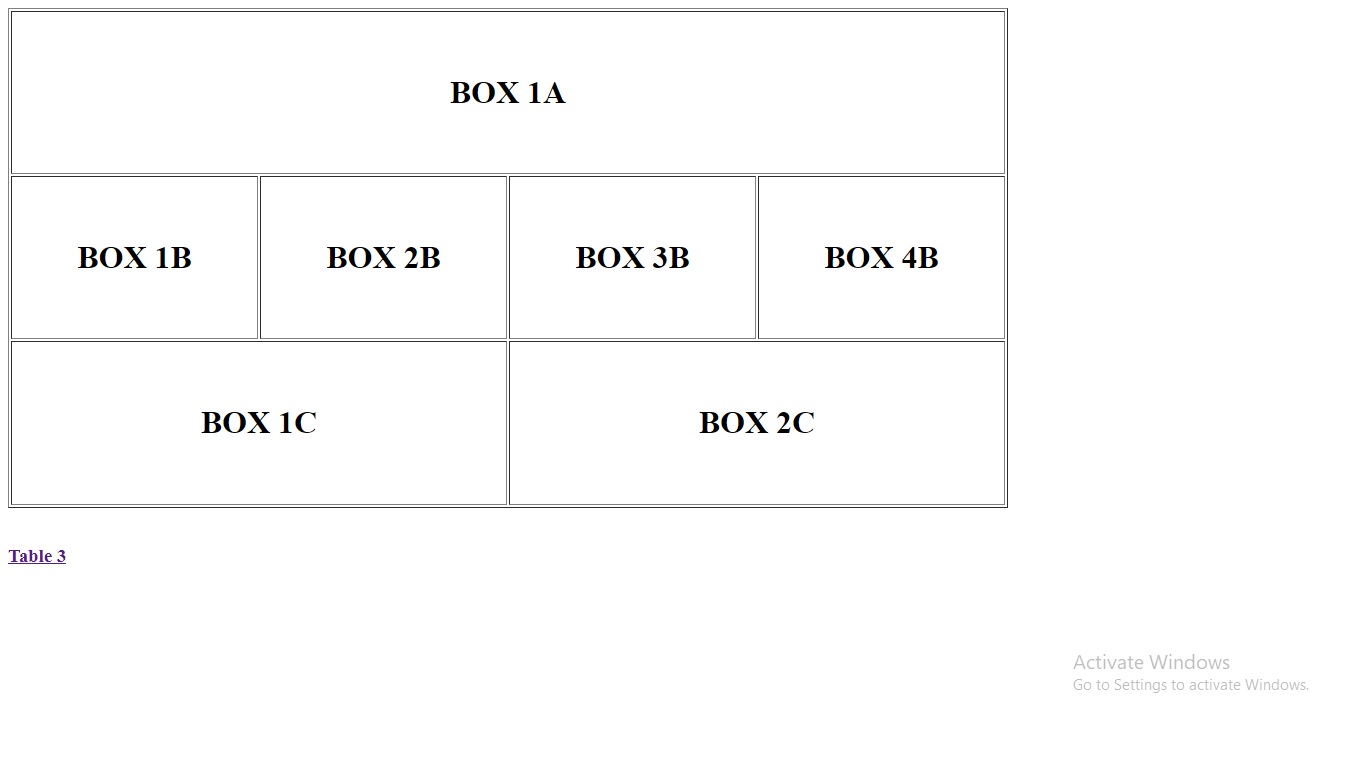 BOX 1A
BOX 1B BOX 2B BOX 3B BOX 4B
BOX 1C BOX 2C
Table 3
Activate Windows
Go to Settings to activate Windows.